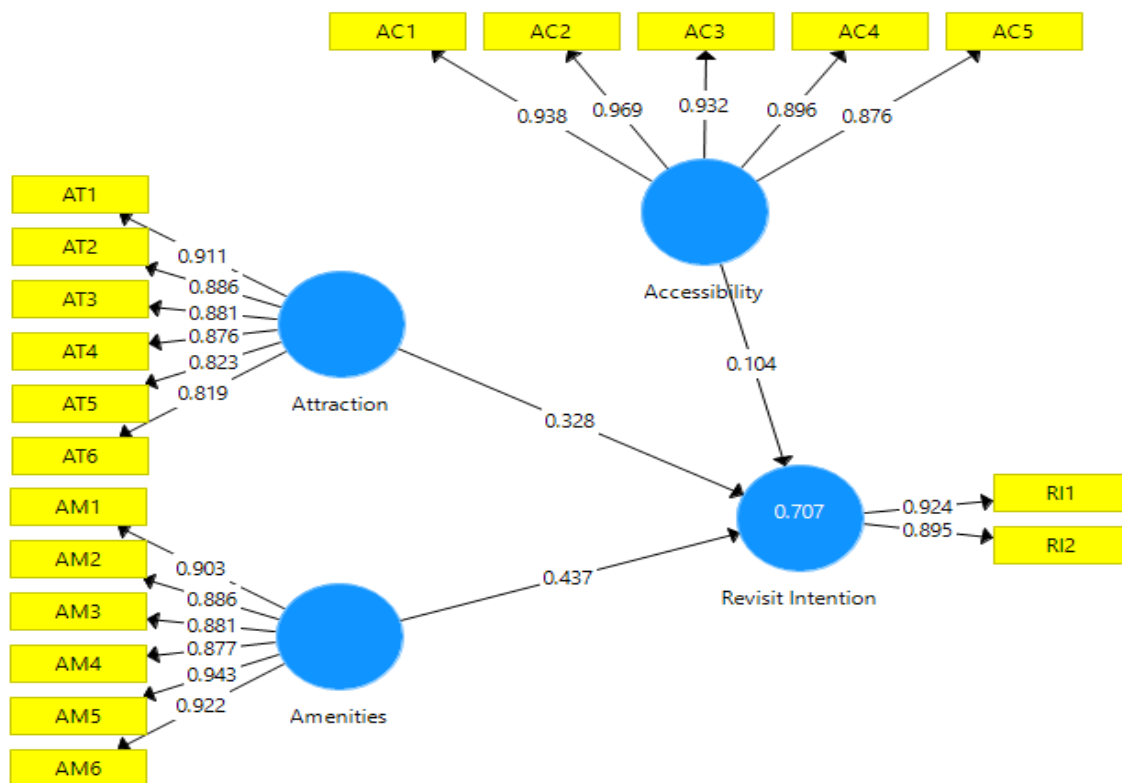 AC1
AC2
AC3
AC4
AC5
0.938
0.969
0.932
0.896
0.876
Accessibility
AT1
AT2
AT3
AT4
AT5
AT6
0.911
0.886
0.881
0.876
0.823
0.819
Attraction
0.104
0.328
AM1
AM2
AM3
AM4
AM5
AM6
0.903
0.886
0.881
0.877
0.943
0.922
Amenities
0.437
0.707
Revisit Intention
0.924
0.895
RI1
RI2